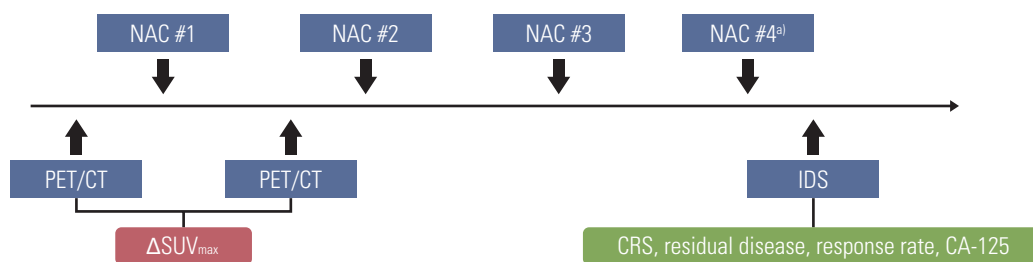 NAC #1
NAC #2
NAC #3
NAC #4a)
PET/CT
PET/CT
IDS
ΔSUVmax
CRS, residual disease, response rate, CA-125